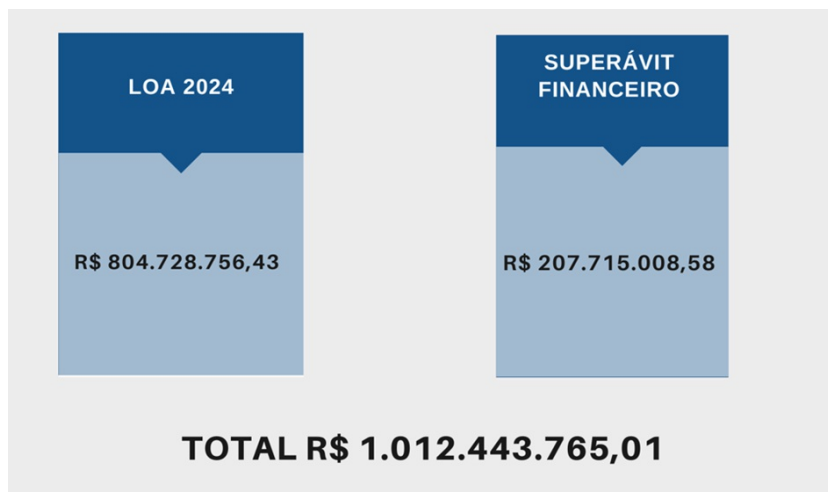 LOA 2024
R$ 804.728.756,43
SUPERÁVIT
FINANCEIRO
R$ 207.715.008,58
TOTAL R$ 1.012.443.765,01